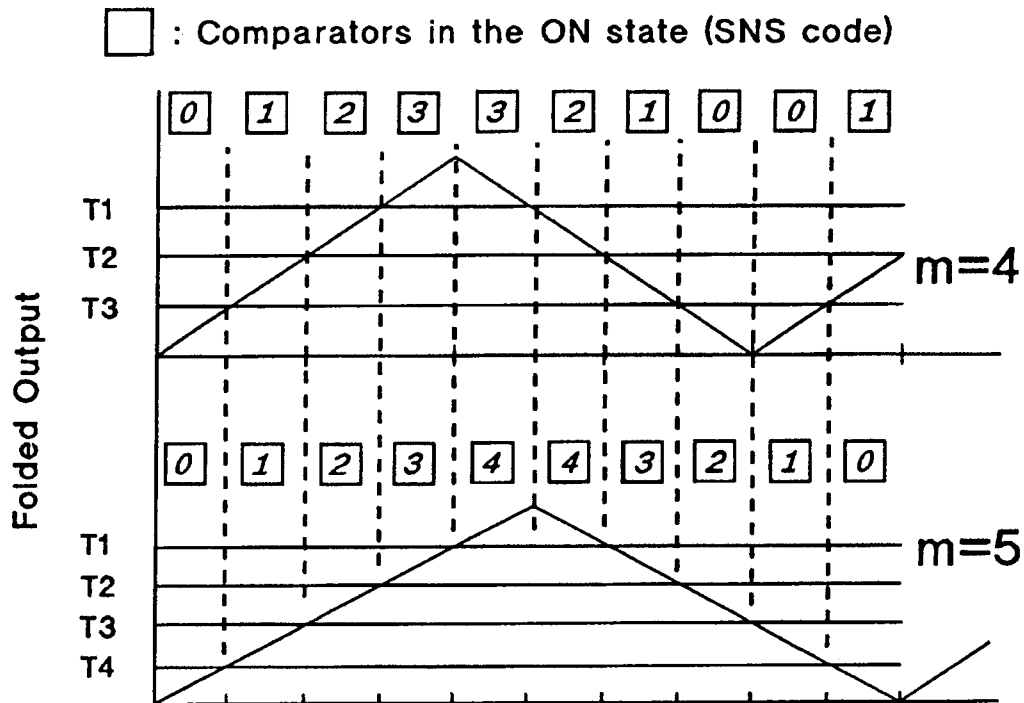 : Comparators in the ON state (SNS code)
0 1 2 3 3 2 1 0 0 1
T1
T2
m=4
T3
Folded Output
0 1 2 3 4 4 3 2 1 0
T1
m=5
T2
T3
T4